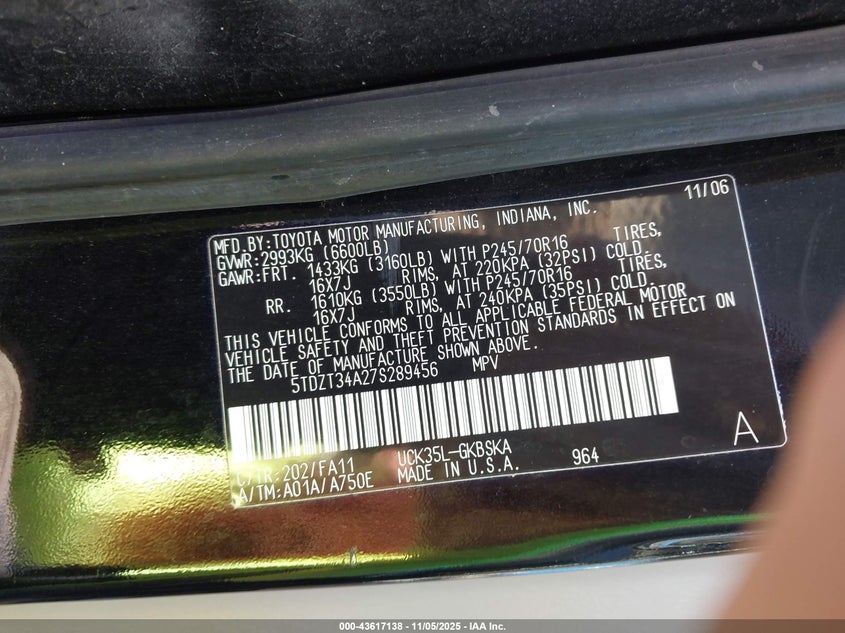 11/06
MFD.BY:TOYOTA MOTOR MANUFACTURING, INDIANA, INC.
GVWR:2993KG (6600LB)
GAWR:FRT. 1433KG (3160LB) WITH P245/70R16 TIRES,
16X7J RIMS, AT 220KPA (32PSI) COLD.
RR. 1610KG (3550LB) WITH P245/70R16 TIRES,
16X7J RIMS, AT 240KPA (35PSI) COLD.
THIS VEHICLE CONFORMS TO ALL APPLICABLE FEDERAL MOTOR
VEHICLE SAFETY AND THEFT PREVENTION STANDARDS IN EFFECT ON
THE DATE OF MANUFACTURE SHOWN ABOVE.
5TDZT34A27S289456 MPV
C/TR:202/FA11 UCK35L-GKBSKA
A/TM:A01A/A750E MADE IN U.S.A. 964 A
000-43617138 - 11/05/2025 - IAA Inc.